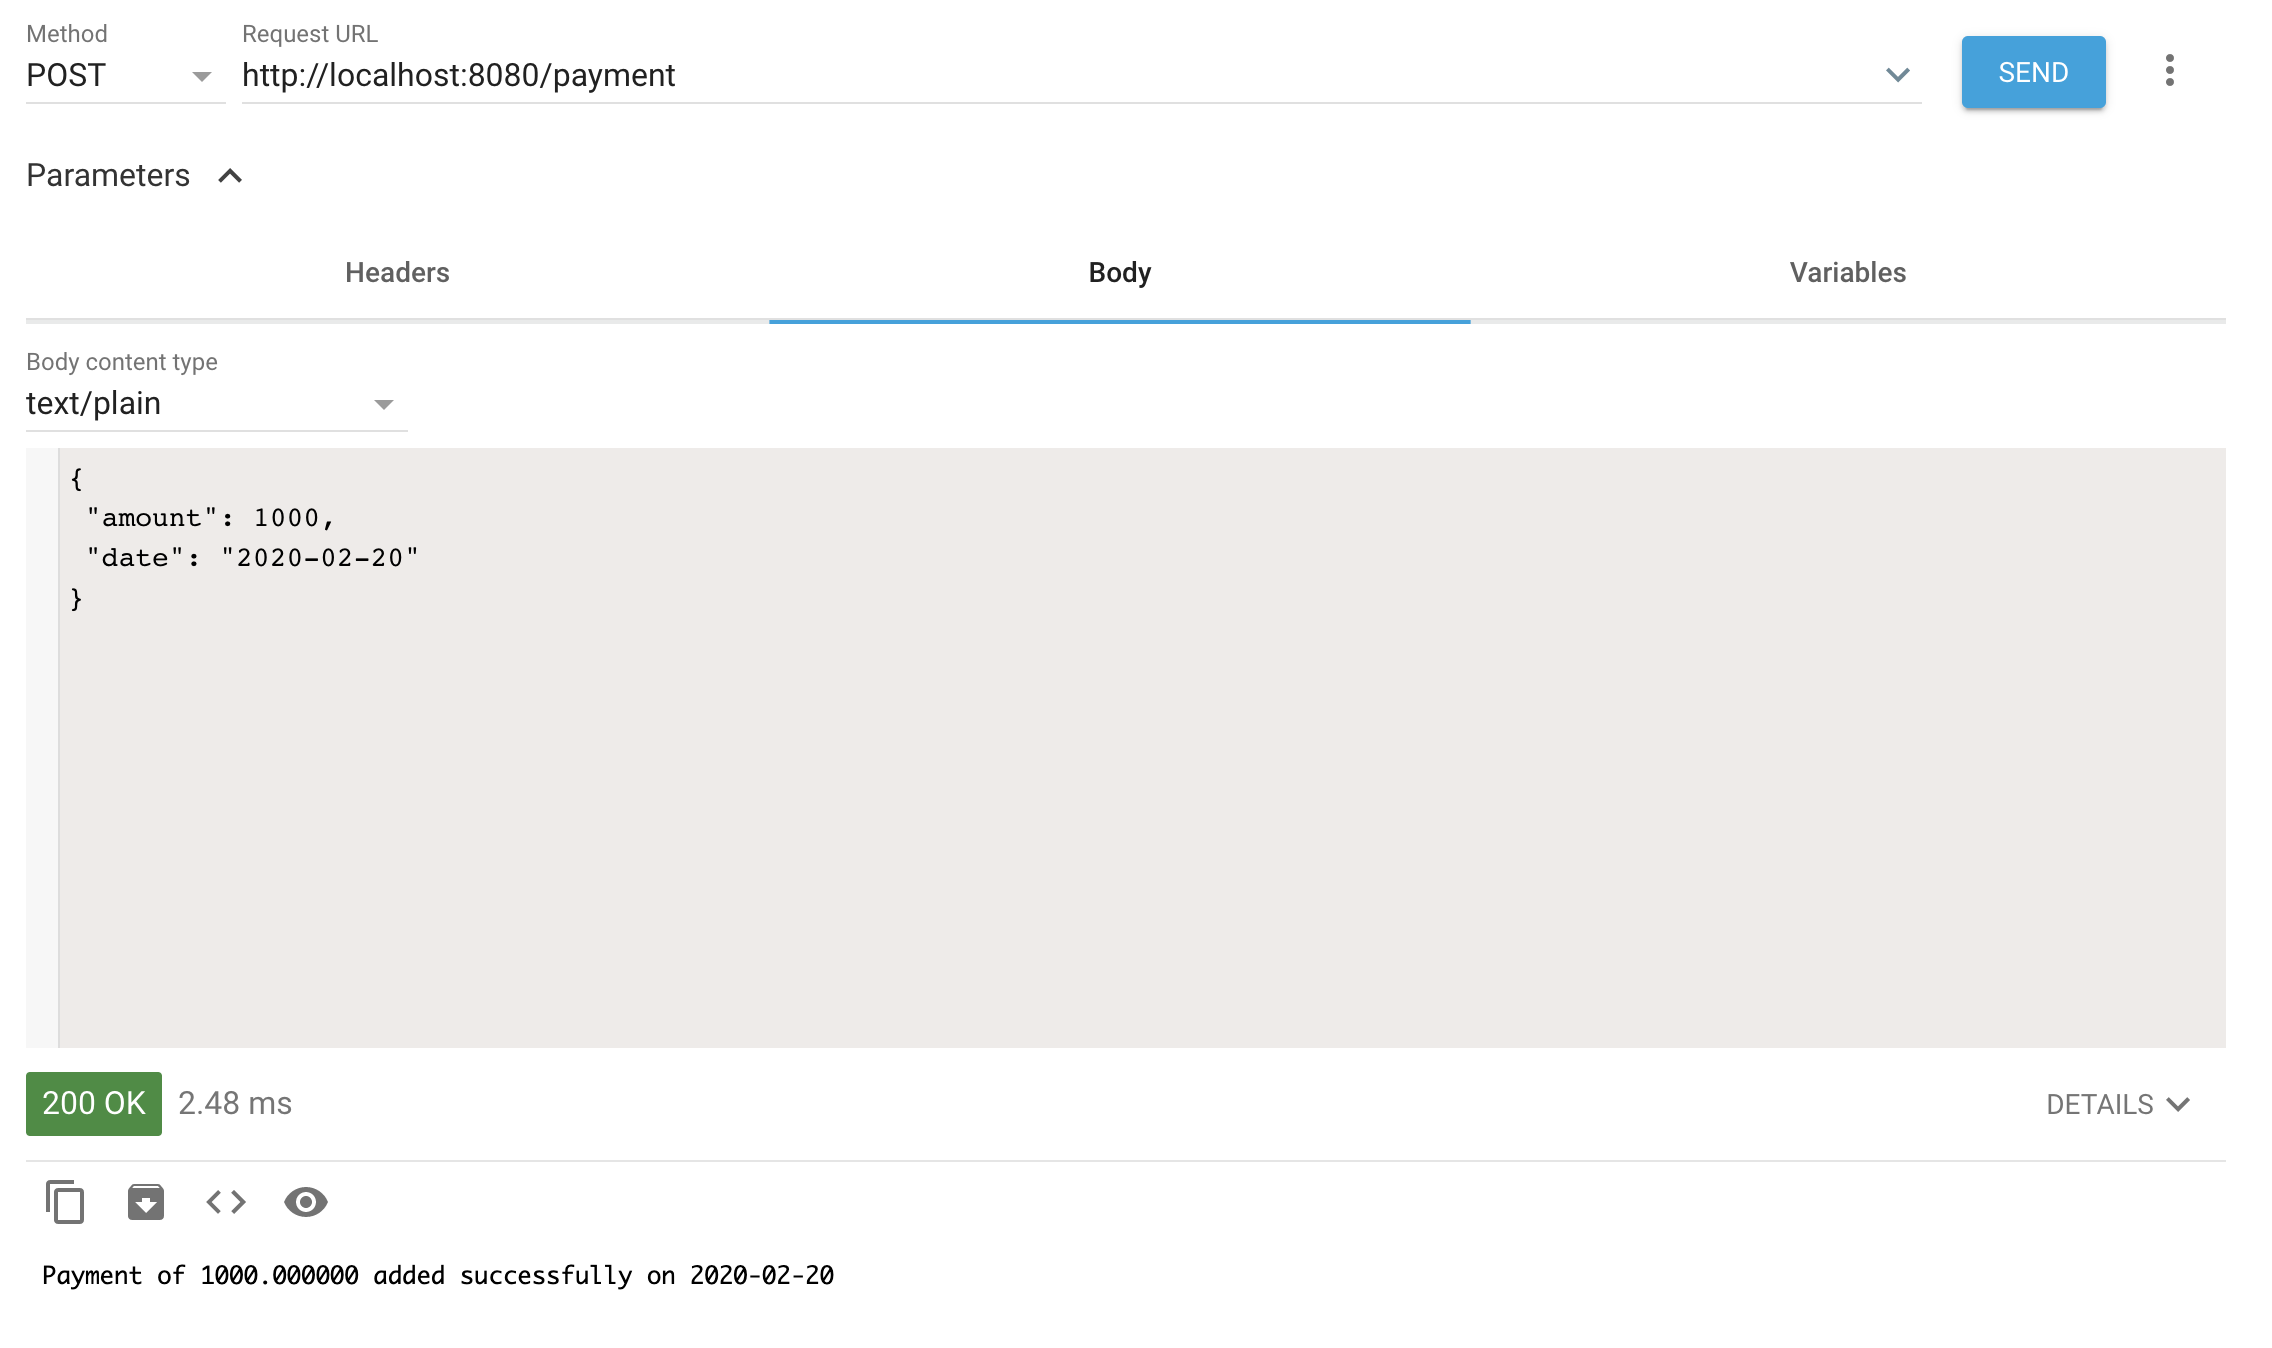 Method
POST
Request URL
http://localhost:8080/payment
SEND
Parameters
Headers
Body
Variables
Body content type
text/plain
{
"amount": 1000,
"date": "2020-02-20"
}
200 OK
2.48 ms
DETAILS
Payment of 1000.000000 added successfully on 2020-02-20